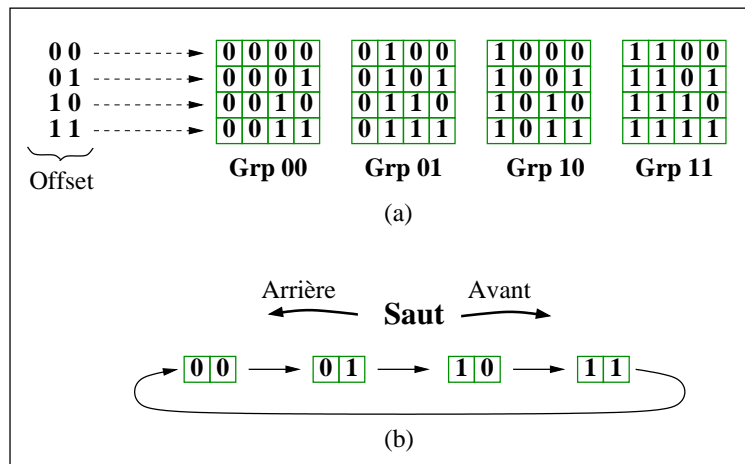 0 0 0 0 0 0 0 1 0 0 1 0 0 0 1 1 0 0
0 1 0 0 0 1 0 1 0 1 1 0 0 1 1 1 0 1
1 0 0 0 1 0 0 1 1 0 1 0 1 0 1 1 1 0
1 1 0 0 1 1 0 1 1 1 1 0 1 1 1 1 1 1
Offset
Grp 00 Grp 01 Grp 10 Grp 11
(a)
Arrière Saut Avant
0 0 0 1 1 0 1 1
(b)